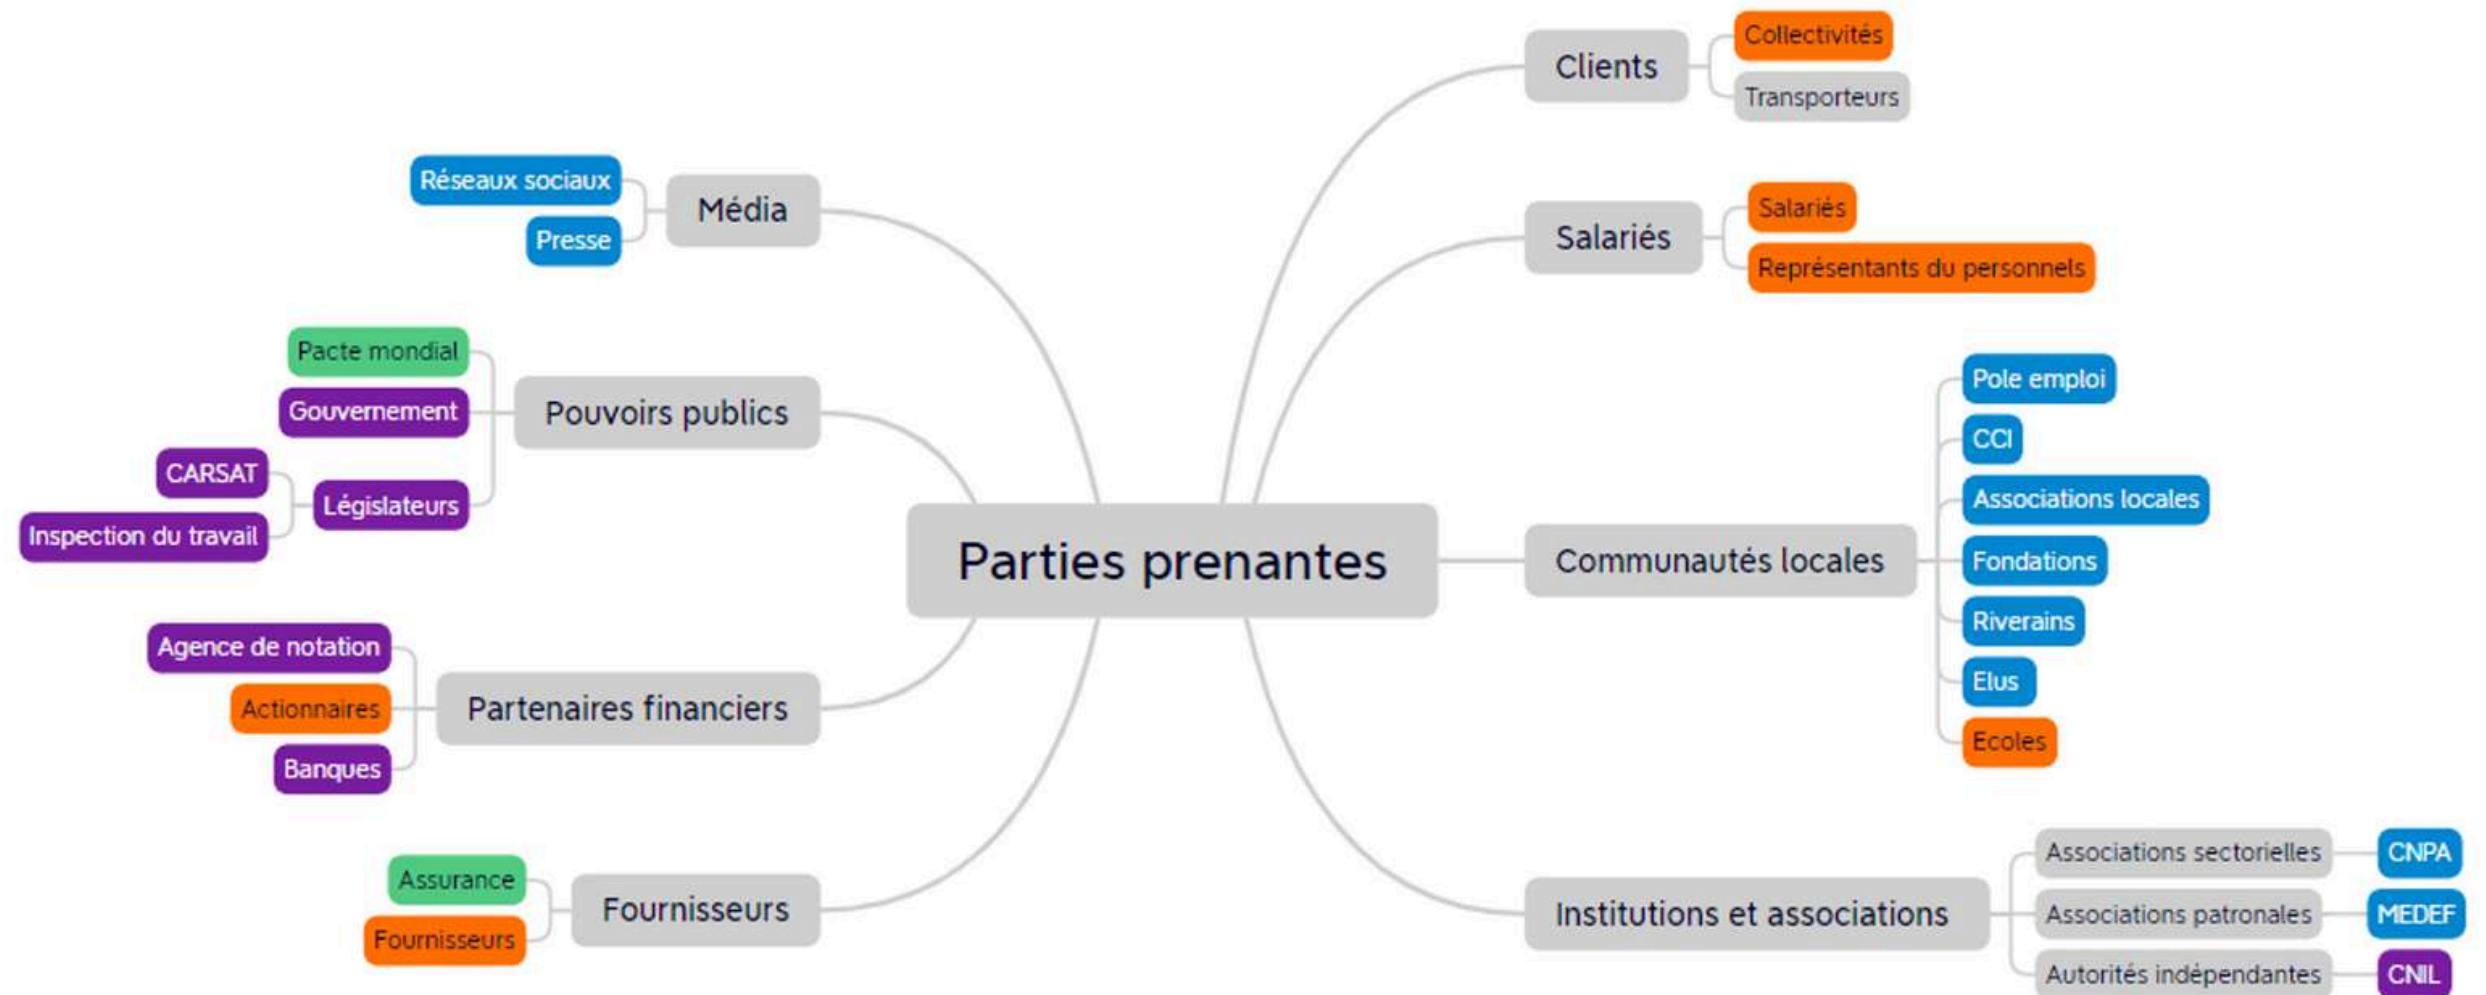 Parties prenantes
Clients
Collectivités
Transporteurs
Salariés
Salariés
Représentants du personnels
Communautés locales
Pole emploi
CCI
Associations locales
Fondations
Riverains
Elus
Ecoles
Institutions et associations
Associations sectorielles
CNPA
Associations patronales
MEDEF
Autorités indépendantes
CNIL
Média
Réseaux sociaux
Presse
Pouvoirs publics
Pacte mondial
Gouvernement
Législateurs
CARSAT
Inspection du travail
Partenaires financiers
Agence de notation
Actionnaires
Banques
Fournisseurs
Assurance
Fournisseurs